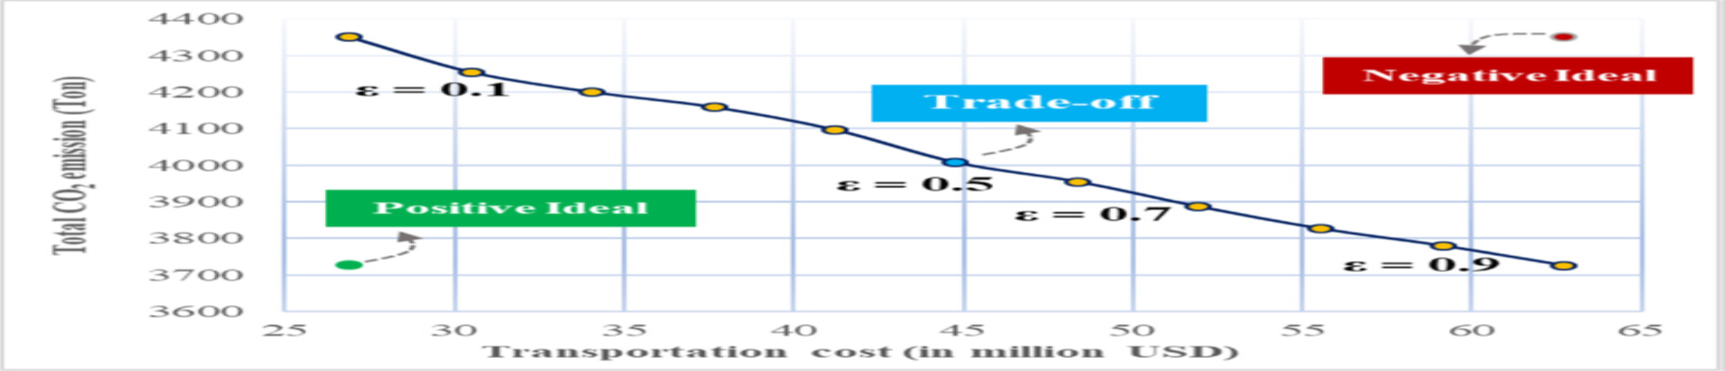 Total CO2 emission (Ton)
4400
4300
4200
4100
4000
3900
3800
3700
3600
Negative Ideal
Trade-off
Positive Ideal
ε = 0.1
ε = 0.5
ε = 0.7
ε = 0.9
25 30 35 40 45 50 55 60 65
Transportation cost (in million USD)